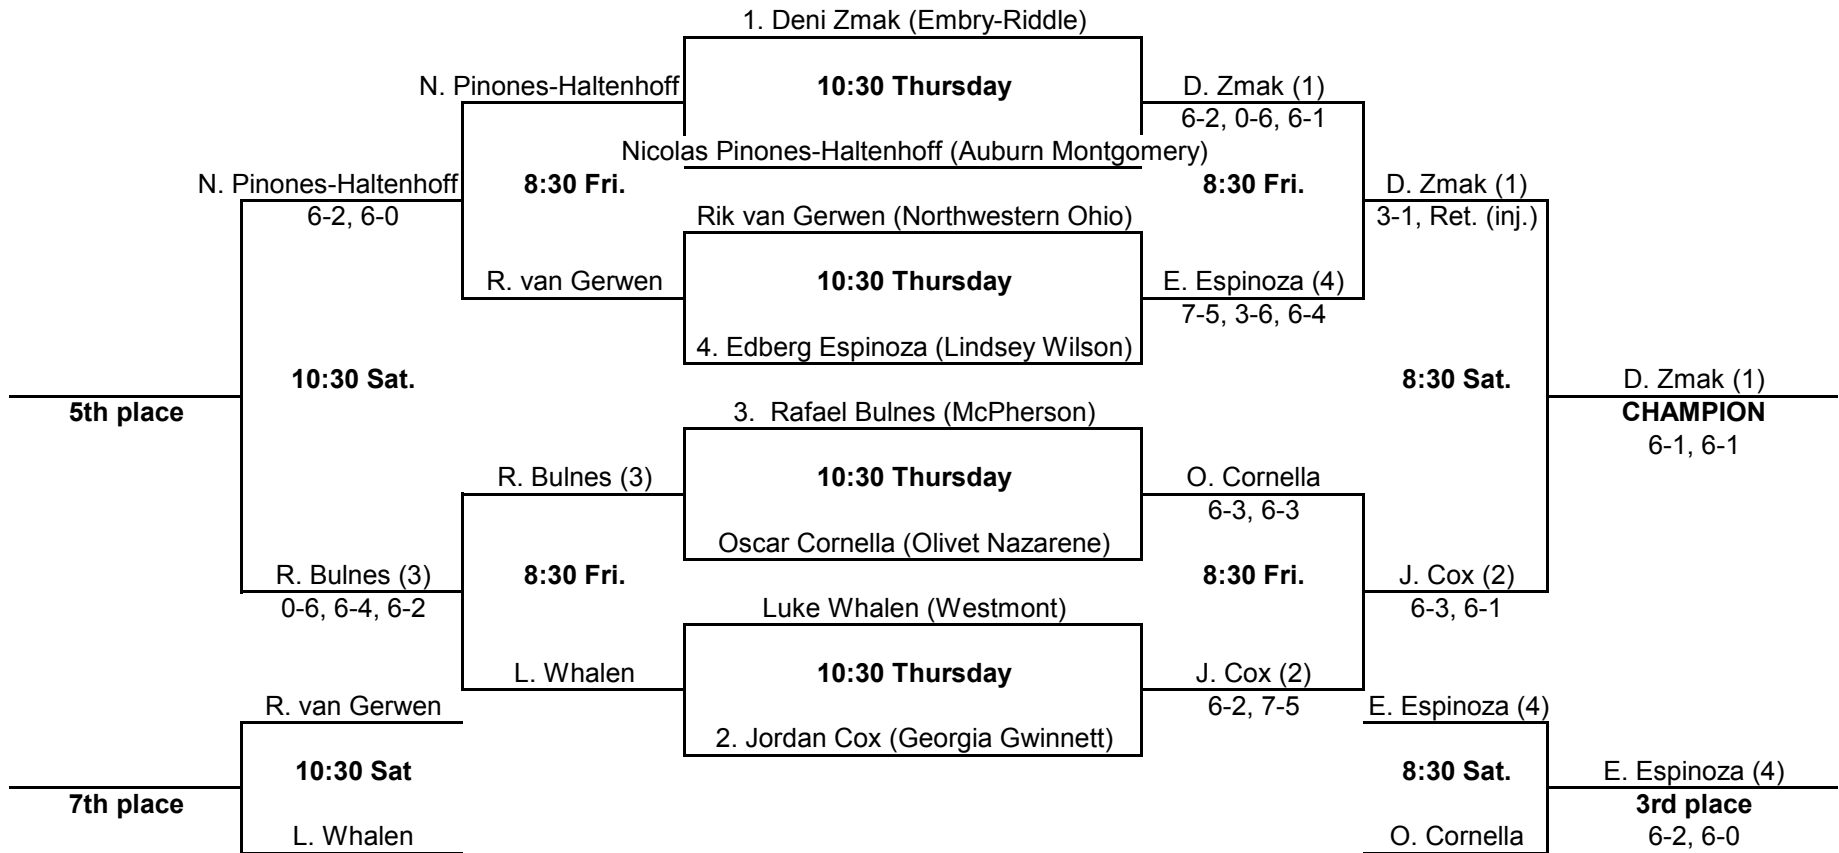 1. Deni Zmak (Embry-Riddle)
N. Pinones-Haltenhoff 10:30 Thursday D. Zmak (1)
6-2, 0-6, 6-1
Nicolas Pinones-Haltenhoff (Auburn Montgomery)
N. Pinones-Haltenhoff 8:30 Fri. 8:30 Fri. D. Zmak (1)
6-2, 6-0 Rik van Gerwen (Northwestern Ohio) 3-1, Ret. (inj.)
R. van Gerwen 10:30 Thursday E. Espinoza (4)
7-5, 3-6, 6-4
4. Edberg Espinoza (Lindsey Wilson)
10:30 Sat. 8:30 Sat. D. Zmak (1)
5th place 3. Rafael Bulnes (McPherson) CHAMPION
6-1, 6-1
R. Bulnes (3) 10:30 Thursday O. Cornella
6-3, 6-3
Oscar Cornella (Olivet Nazarene)
R. Bulnes (3) 8:30 Fri. 8:30 Fri. J. Cox (2)
0-6, 6-4, 6-2 Luke Whalen (Westmont) 6-3, 6-1
L. Whalen 10:30 Thursday J. Cox (2)
R. van Gerwen 6-2, 7-5 E. Espinoza (4)
2. Jordan Cox (Georgia Gwinnett)
10:30 Sat 8:30 Sat. E. Espinoza (4)
7th place 3rd place
L. Whalen O. Cornella 6-2, 6-0